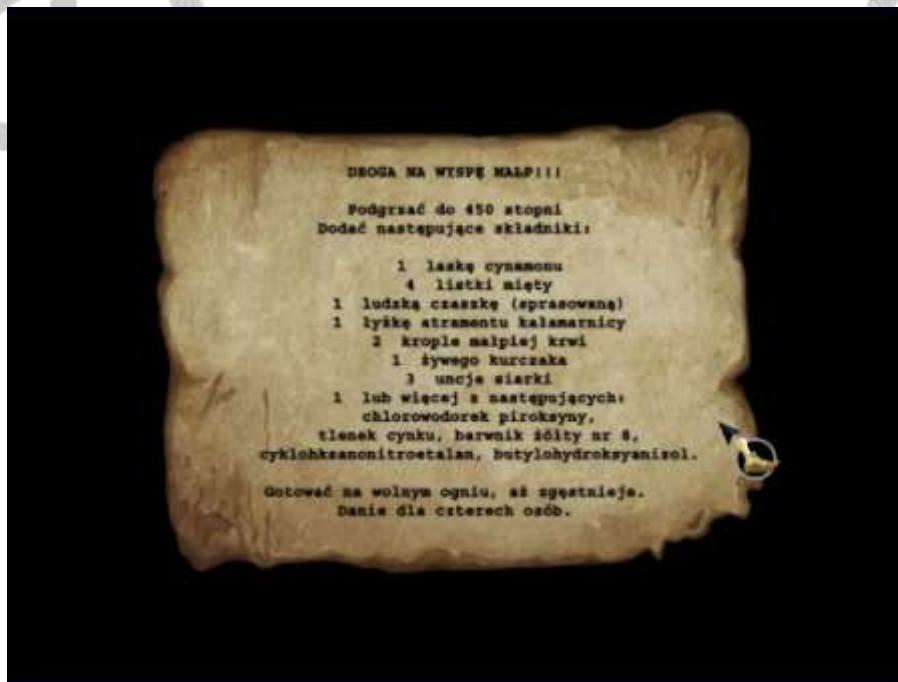 DROGA NA WYSPĘ MAŁP!!!
Podgrzać do 450 stopni
Dodać następujące składniki:
1 laskę cynamonu
4 listki mięty
1 ludzką czaszkę (sprasowaną)
1 łyżkę atramentu kałamarnicy
2 krople małpiej krwi
1 żywego kurczaka
3 uncje siarki
1 lub więcej z następujących:
chlorowodorek piroksyny,
tlenek cynku, barwnik żółty nr 8,
cyklohksanonitroetalan, butylohydroksyanizol.
Gotować na wolnym ogniu, aż zgęstnieje.
Danie dla czterech osób.